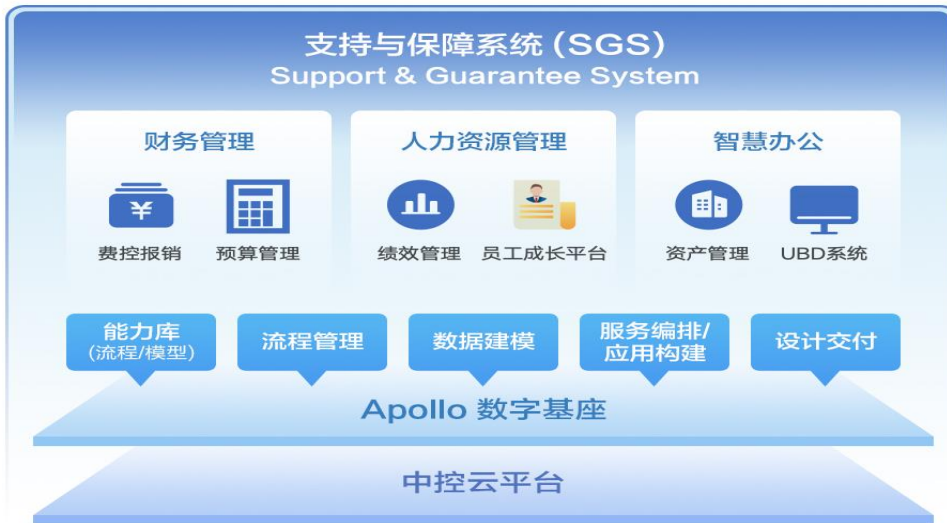 支持与保障系统 (SGS)
Support & Guarantee System
财务管理
人力资源管理
智慧办公
¥
费控报销
预算管理
绩效管理
员工成长平台
资产管理
UBD系统
能力库
(流程/模型)
流程管理
数据建模
服务编排/
应用构建
设计交付
Apollo 数字基座
中控云平台